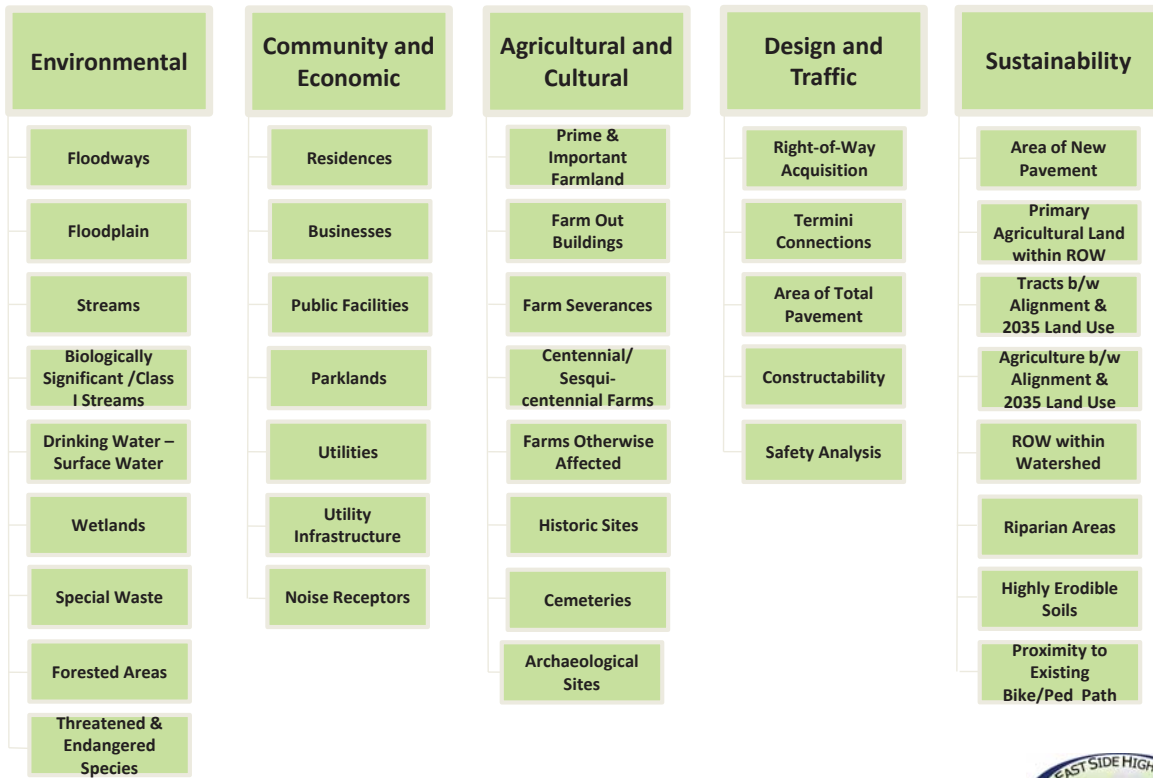 Environmental
Floodways
Floodplain
Streams
Biologically
Significant /Class
I Streams
Drinking Water –
Surface Water
Wetlands
Special Waste
Forested Areas
Threatened &
Endangered
Species
Community and
Economic
Residences
Businesses
Public Facilities
Parklands
Utilities
Utility
Infrastructure
Noise Receptors
Agricultural and
Cultural
Prime &
Important
Farmland
Farm Out
Buildings
Farm Severances
Centennial/
Sesqui-
centennial Farms
Farms Otherwise
Affected
Historic Sites
Cemeteries
Archaeological
Sites
Design and
Traffic
Right-of-Way
Acquisition
Termini
Connections
Area of Total
Pavement
Constructability
Safety Analysis
Sustainability
Area of New
Pavement
Primary
Agricultural Land
within ROW
Tracts b/w
Alignment &
2035 Land Use
Agriculture b/w
Alignment &
2035 Land Use
ROW within
Watershed
Riparian Areas
Highly Erodible
Soils
Proximity to
Existing
Bike/Ped Path
EAST SIDE HIGH